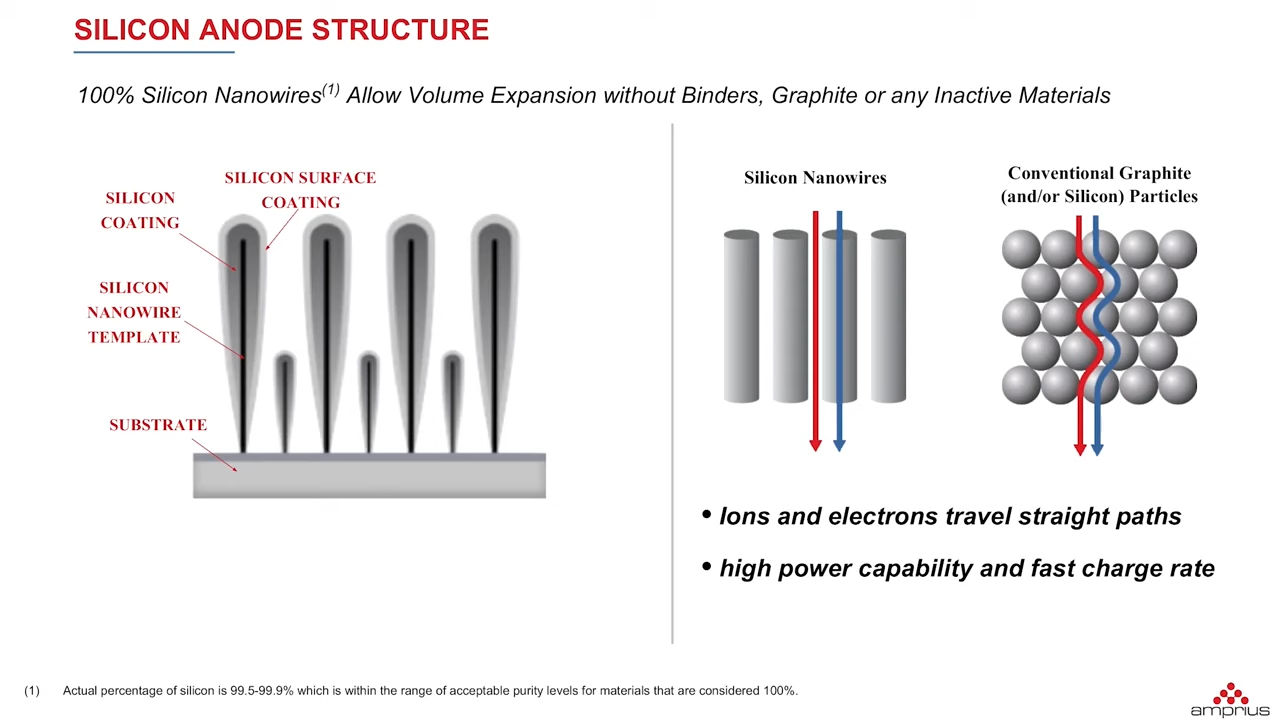 SILICON ANODE STRUCTURE
100% Silicon Nanowires(1) Allow Volume Expansion without Binders, Graphite or any Inactive Materials
SILICON SURFACE
COATING
SILICON
COATING
SILICON
NANOWIRE
TEMPLATE
SUBSTRATE
Silicon Nanowires
Conventional Graphite
(and/or Silicon) Particles
• Ions and electrons travel straight paths
• high power capability and fast charge rate
(1) Actual percentage of silicon is 99.5-99.9% which is within the range of acceptable purity levels for materials that are considered 100%.
amprius